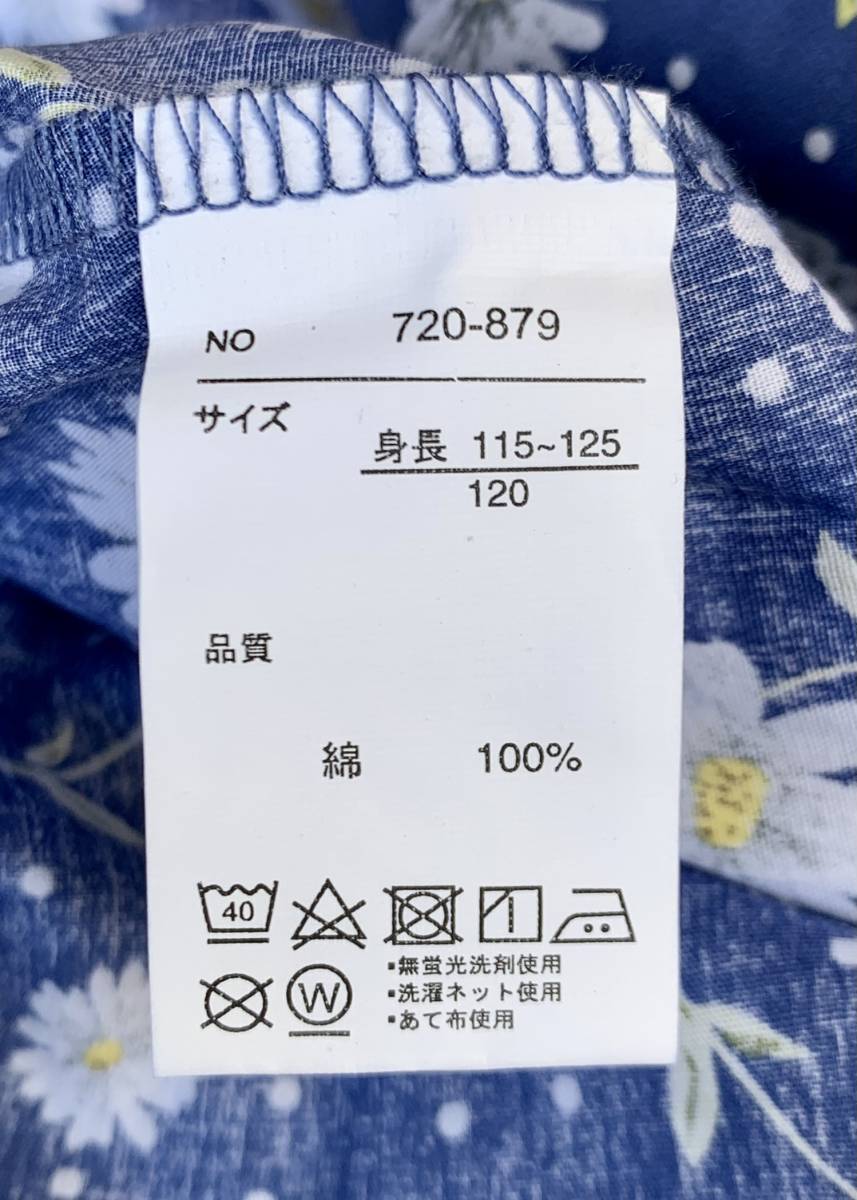 NO 720-879
サイズ
身長 115~125
120
品質
綿 100%
40
・無蛍光洗剤使用
W ・洗濯ネット使用
・あて布使用